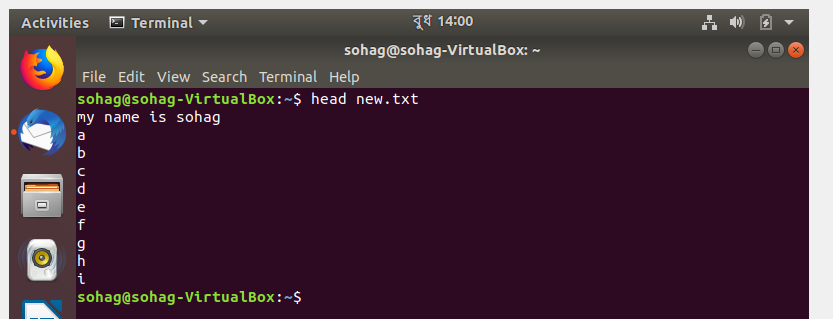 Activities Terminal বুধ 14:00
sohag@sohag-VirtualBox: ~
File Edit View Search Terminal Help
sohag@sohag-VirtualBox:~$ head new.txt
my name is sohag
a
b
c
d
e
f
g
h
i
sohag@sohag-VirtualBox:~$